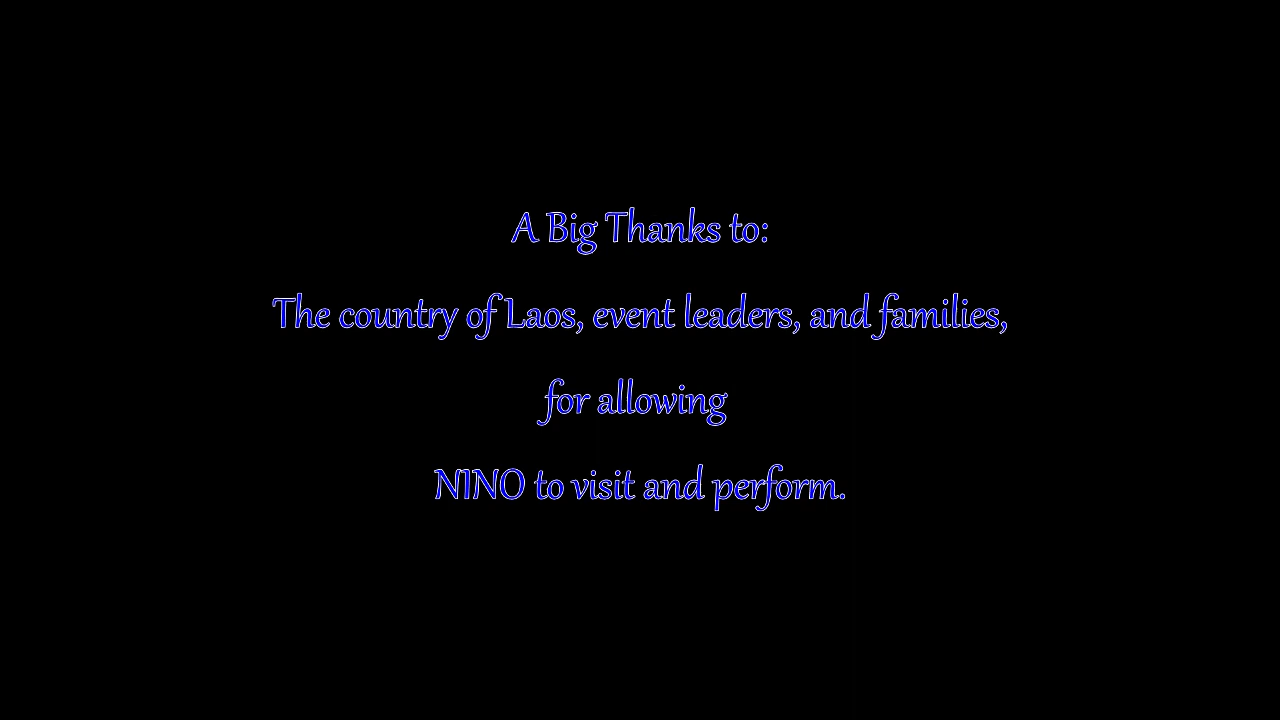 A Big Thanks to:
The country of Laos, event leaders, and families,
for allowing
NINO to visit and perform.